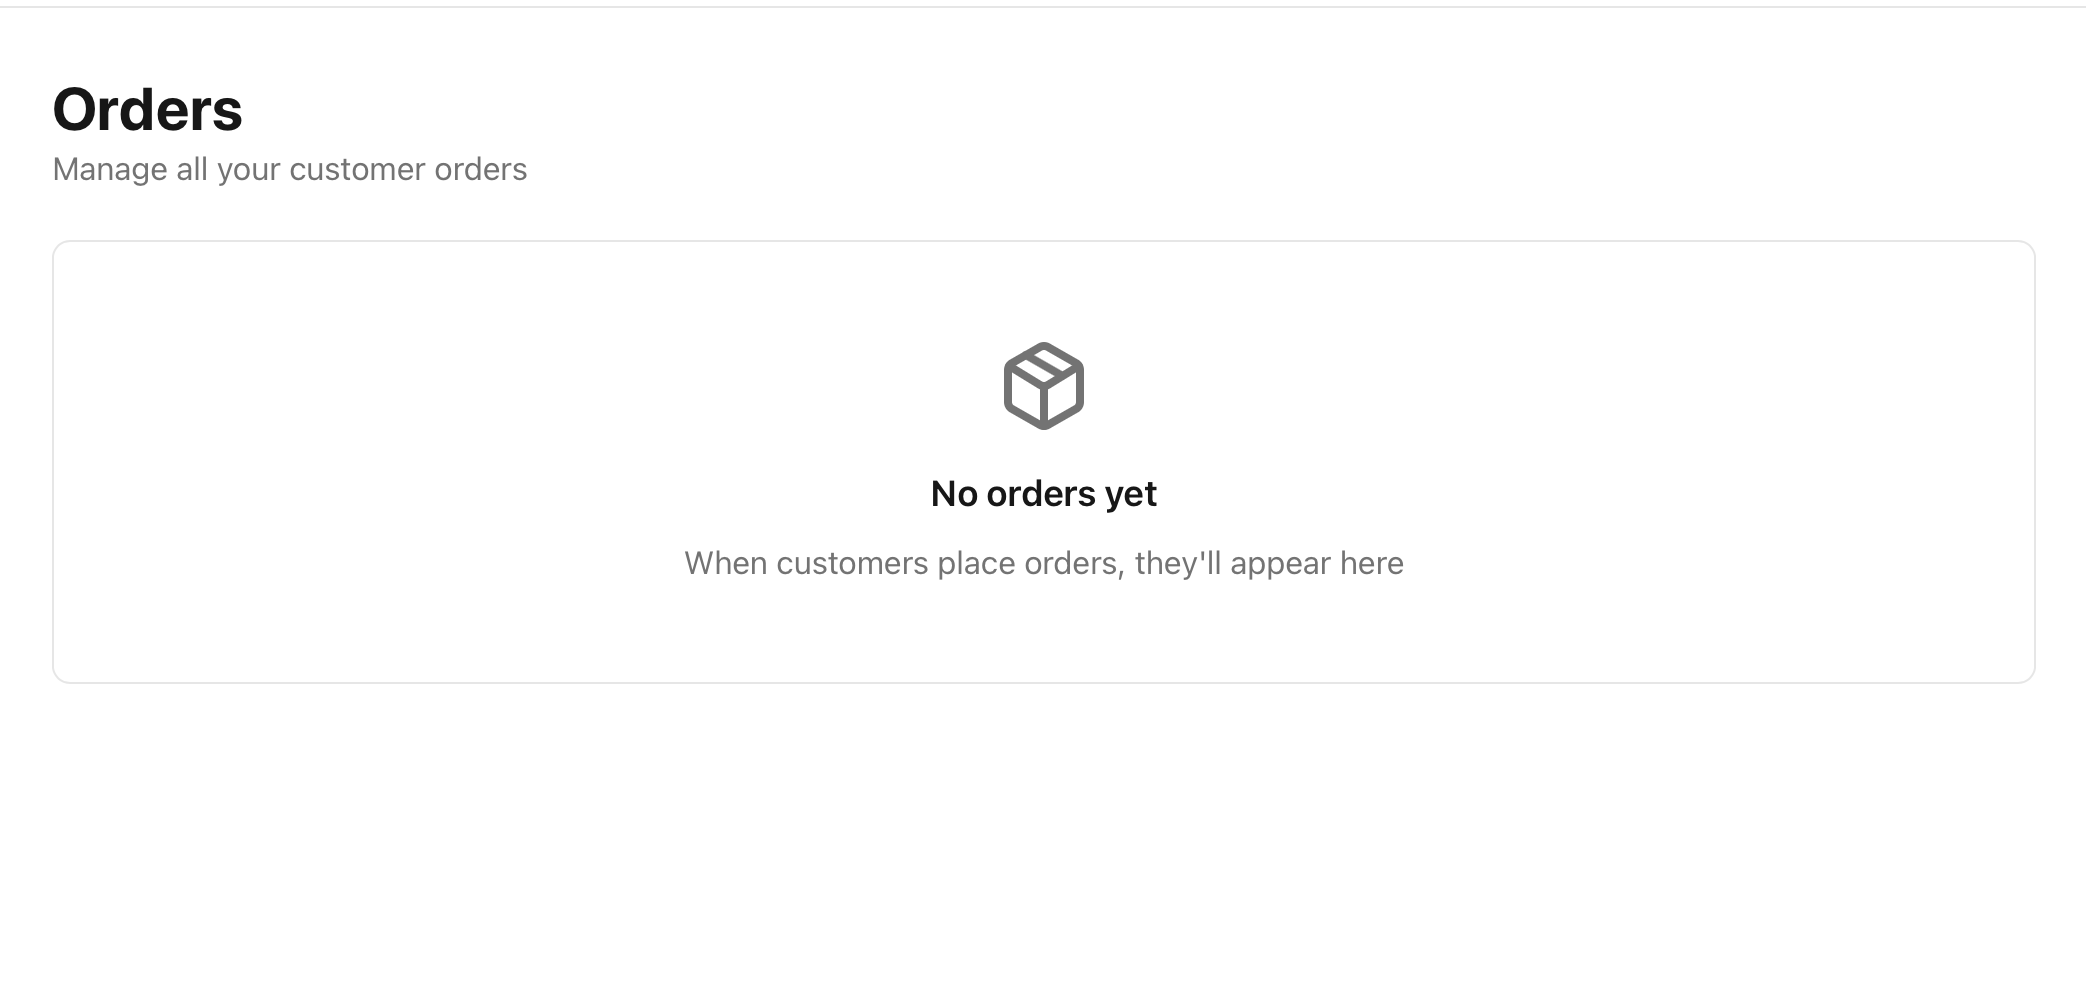 Orders
Manage all your customer orders
No orders yet
When customers place orders, they'll appear here